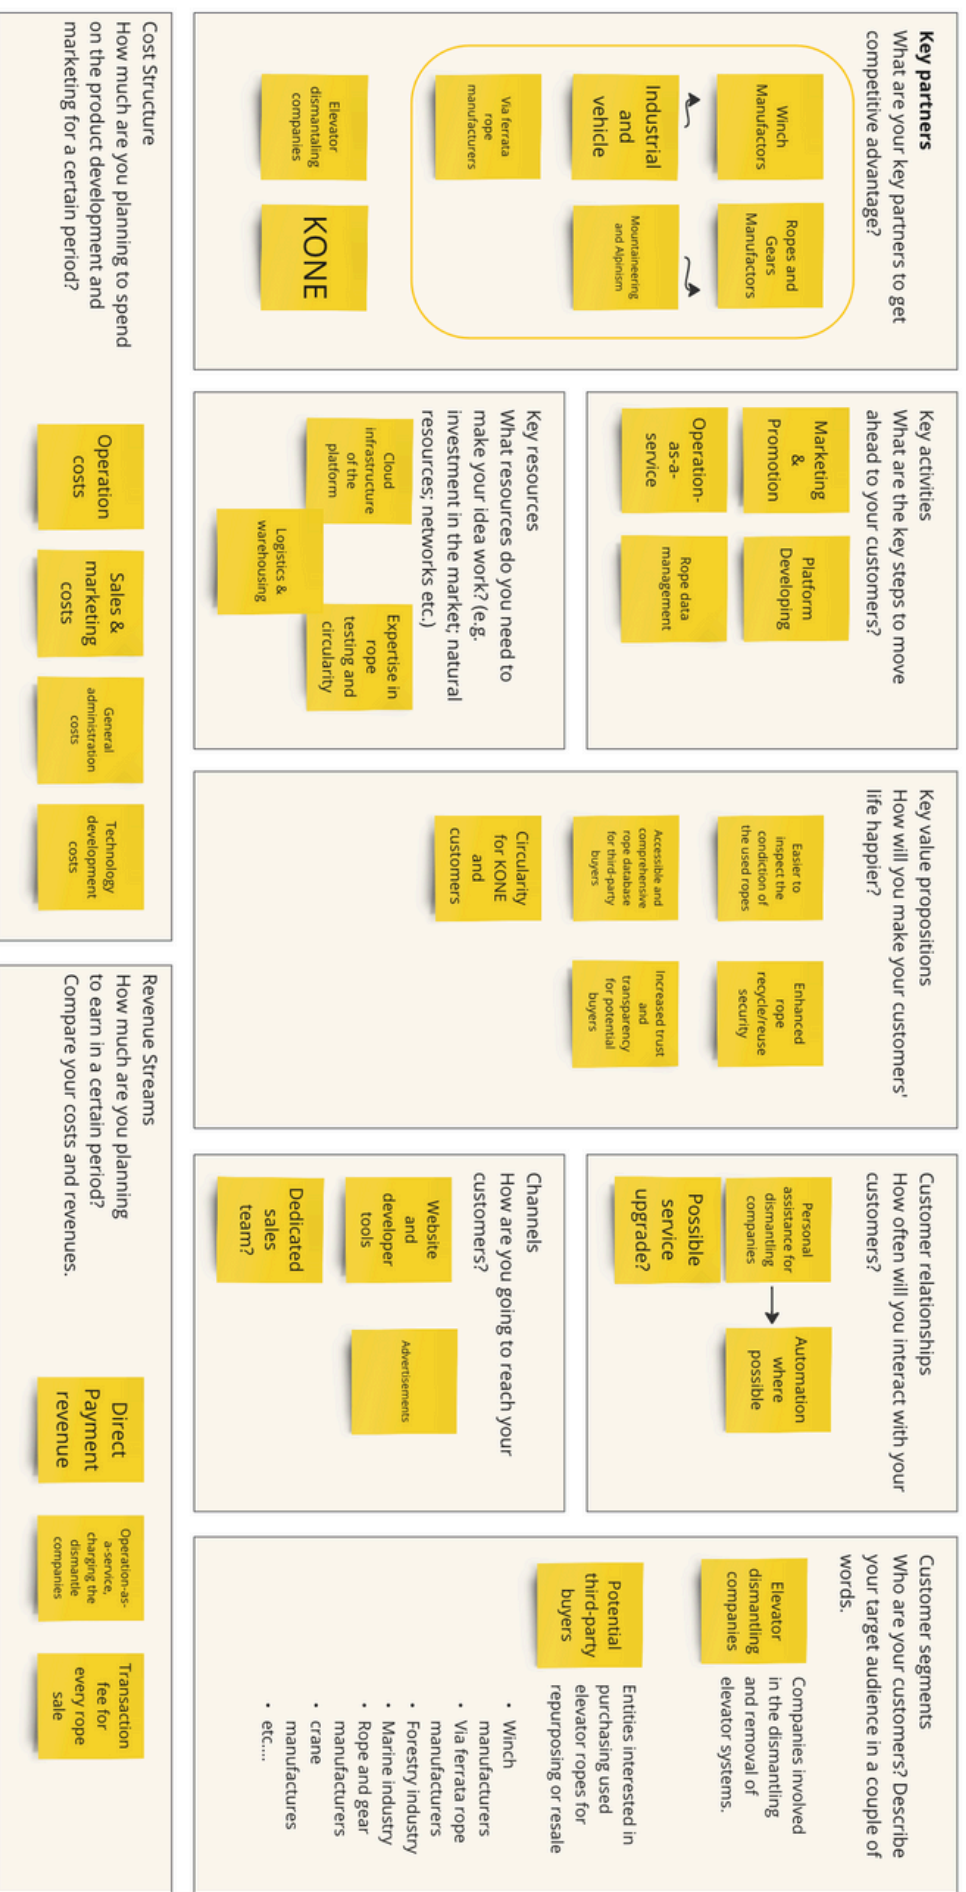 Key partners
What are your key partners to get
competitive advantage?
Winch
Manufactors
Ropes and
Gears
Manufactors
Industrial
and
vehicle
Mountaineering
and Alpinism
Via ferrata
rope
manufacturers
Elevator
dismantaling
companies
KONE
Key activities
What are the key steps to move
ahead to your customers?
Marketing
&
Promotion
Platform
Developing
Operation-
as-a-
service
Rope data
management
Key resources
What resources do you need to
make your idea work? (e.g.
investment in the market; natural
resources; networks etc.)
Cloud
infrastructure
of the
platform
Expertise in
rope
testing and
circularity
Logistics &
warehousing
Key value propositions
How will you make your customers'
life happier?
Easier to
inspect the
condition of
the used ropes
Enhanced
rope
recycle/reuse
security
Accessible and
comprehensive
rope database
for third-party
buyers
Increased trust
and
transparency
for potential
buyers
Circularity
for KONE
and
customers
Customer relationships
How often will you interact with your
customers?
Personal
assistance for
dismantling
companies
Automation
where
possible
Possible
service
upgrade?
Channels
How are you going to reach your
customers?
Website
and
developer
tools
Advertisements
Dedicated
sales
team?
Customer segments
Who are your customers? Describe
your target audience in a couple of
words.
Elevator
dismantling
companies
Companies involved
in the dismantling
and removal of
elevator systems.
Potential
third-party
buyers
Entities interested in
purchasing used
elevator ropes for
repurposing or resale
• Winch
manufacturers
• Via ferrata rope
manufacturers
• Forestry industry
• Marine industry
• Rope and gear
manufacturers
• crane
manufactures
• etc....
Cost Structure
How much are you planning to spend
on the product development and
marketing for a certain period?
Operation
costs
Sales &
marketing
costs
General
administration
costs
Technology
development
costs
Revenue Streams
How much are you planning
to earn in a certain period?
Compare your costs and revenues.
Direct
Payment
revenue
Operation-as-
a-service,
charging the
dismantle
companies
Transaction
fee for
every rope
sale